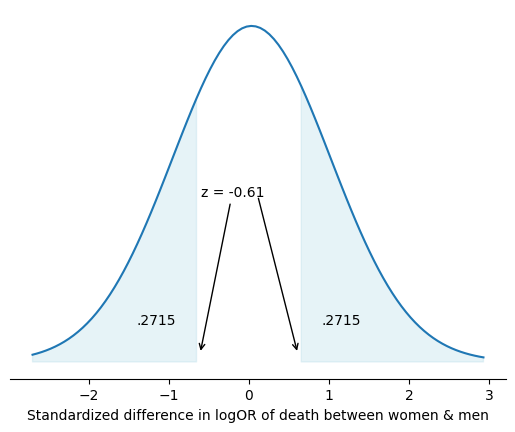 z = -0.61
.2715 .2715
−2 −1 0 1 2 3
Standardized difference in logOR of death between women & men